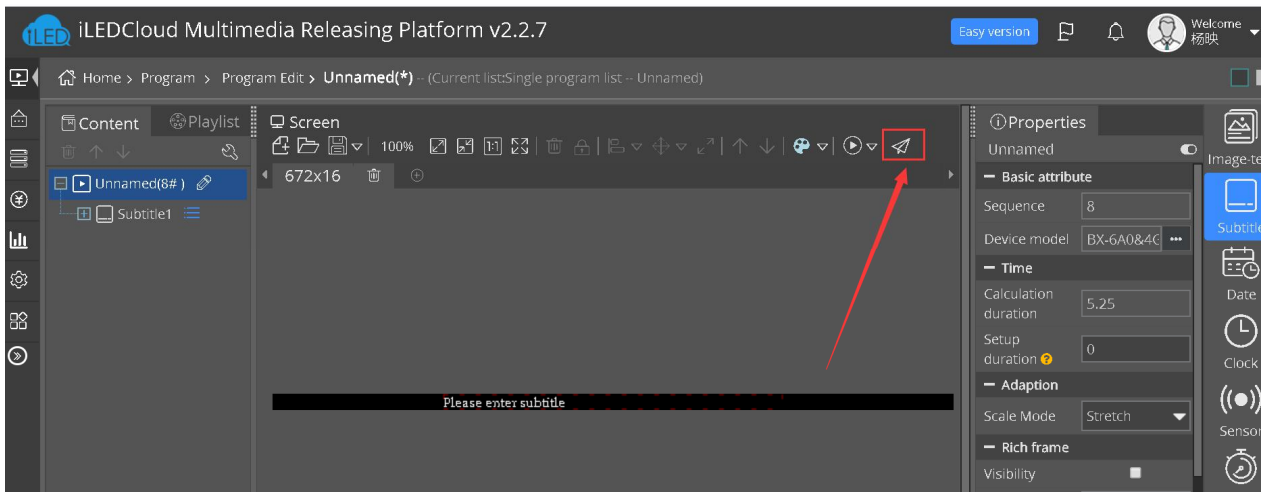 iLED iLEDCloud Multimedia Releasing Platform v2.2.7
Easy version
Welcome
杨映
Home > Program > Program Edit > Unnamed(*) -- (Current list:Single program list -- Unnamed)
Content
Playlist
Screen
100%
1:1
672x16
Unnamed(8# )
Subtitle1
Please enter subtitle
Properties
Unnamed
Basic attribute
Sequence
8
Device model
BX-6A0&4
Time
Calculation
duration
5.25
Setup
duration
0
Adaption
Scale Mode
Stretch
Rich frame
Visibility
Image-te
Subtitle
Date
Clock
Sensor